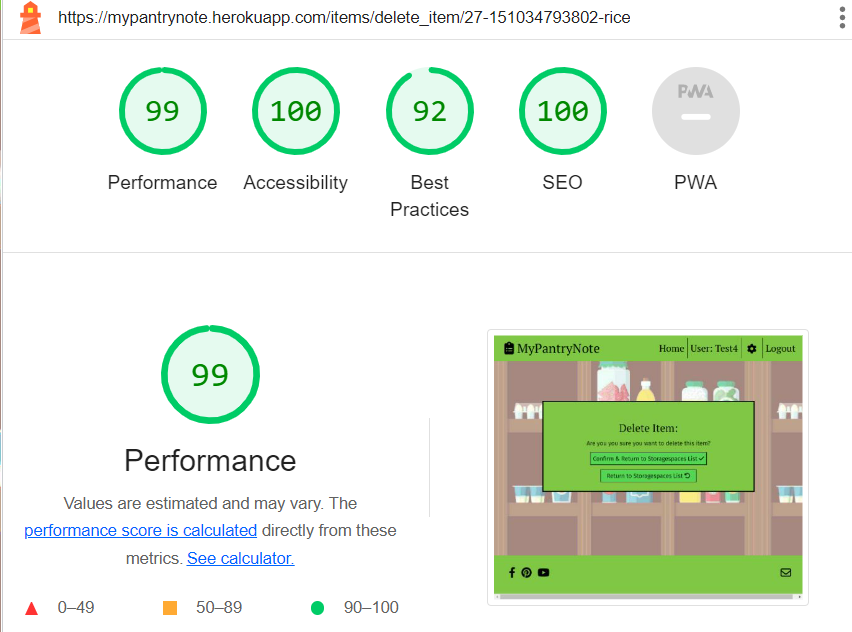 https://mypantrynote.herokuapp.com/items/delete_item/27-151034793802-rice
99
100
92
100
PWA
Performance
Accessibility
Best
Practices
SEO
PWA
99
Performance
Values are estimated and may vary. The
performance score is calculated directly from these
metrics. See calculator.
0–49
50–89
90–100
MyPantryNote
Home
User: Test4
Logout
Delete Item:
Are you you sure you want to delete this item?
Confirm & Return to Storagespaces List
Return to Storagespaces List